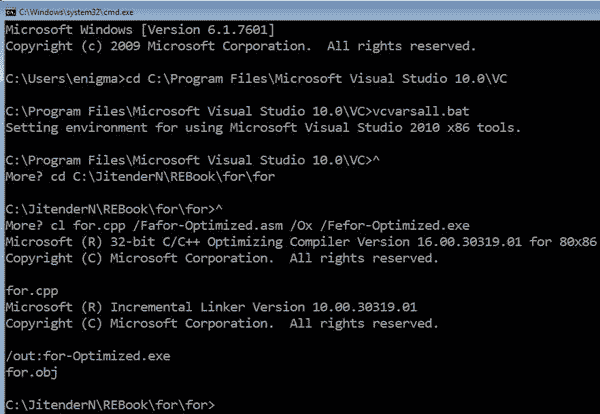 C:\Windows\system32\cmd.exe
Microsoft Windows [Version 6.1.7601]
Copyright (c) 2009 Microsoft Corporation.  All rights reserved.
C:\Users\enigma>cd C:\Program Files\Microsoft Visual Studio 10.0\VC
C:\Program Files\Microsoft Visual Studio 10.0\VC>vcvarsall.bat
Setting environment for using Microsoft Visual Studio 2010 x86 tools.
C:\Program Files\Microsoft Visual Studio 10.0\VC>^
More? cd C:\JitenderN\REBook\for\for
C:\JitenderN\REBook\for\for>^
More? cl for.cpp /Fafor-Optimized.asm /Ox /Fefor-Optimized.exe
Microsoft (R) 32-bit C/C++ Optimizing Compiler Version 16.00.30319.01 for 80x86
Copyright (C) Microsoft Corporation.  All rights reserved.
for.cpp
Microsoft (R) Incremental Linker Version 10.00.30319.01
Copyright (C) Microsoft Corporation.  All rights reserved.
/out:for-Optimized.exe
for.obj
C:\JitenderN\REBook\for\for>